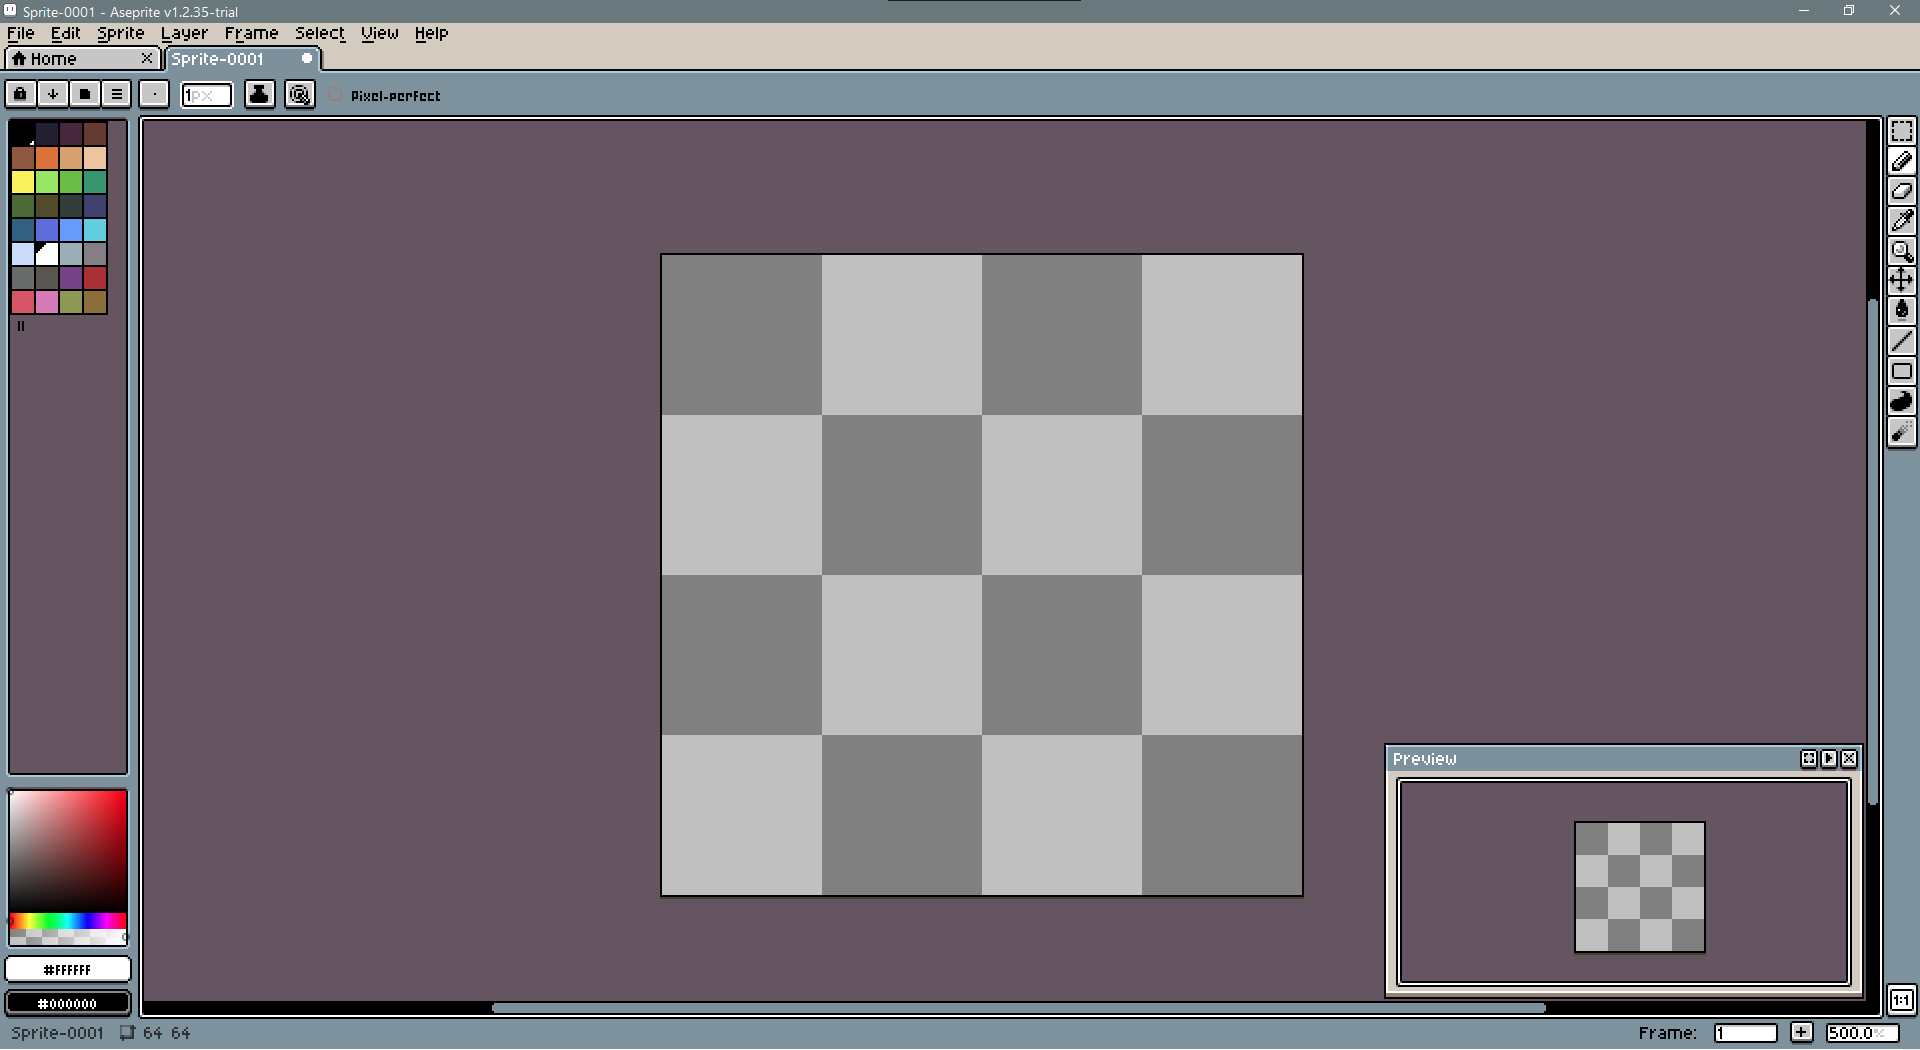 Sprite-0001 - Aseprite v1.2.35-trial
File Edit Sprite Layer Frame Select View Help
Home Sprite-0001
1px Pixel-perfect
Preview
#FFFFFF
#000000
1:1
Sprite-0001 64 64 Frame: 1 + 500.0%